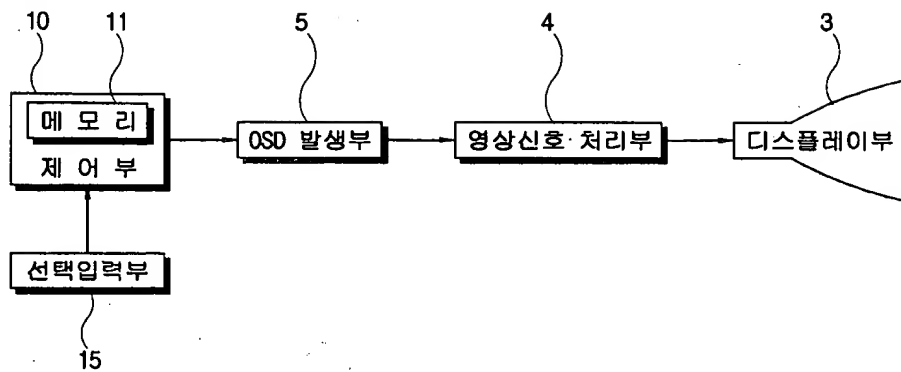 10
11
5
4
3
메 모 리
제 어 부
OSD 발생부
영상신호·처리부
디스플레이부
선택입력부
15